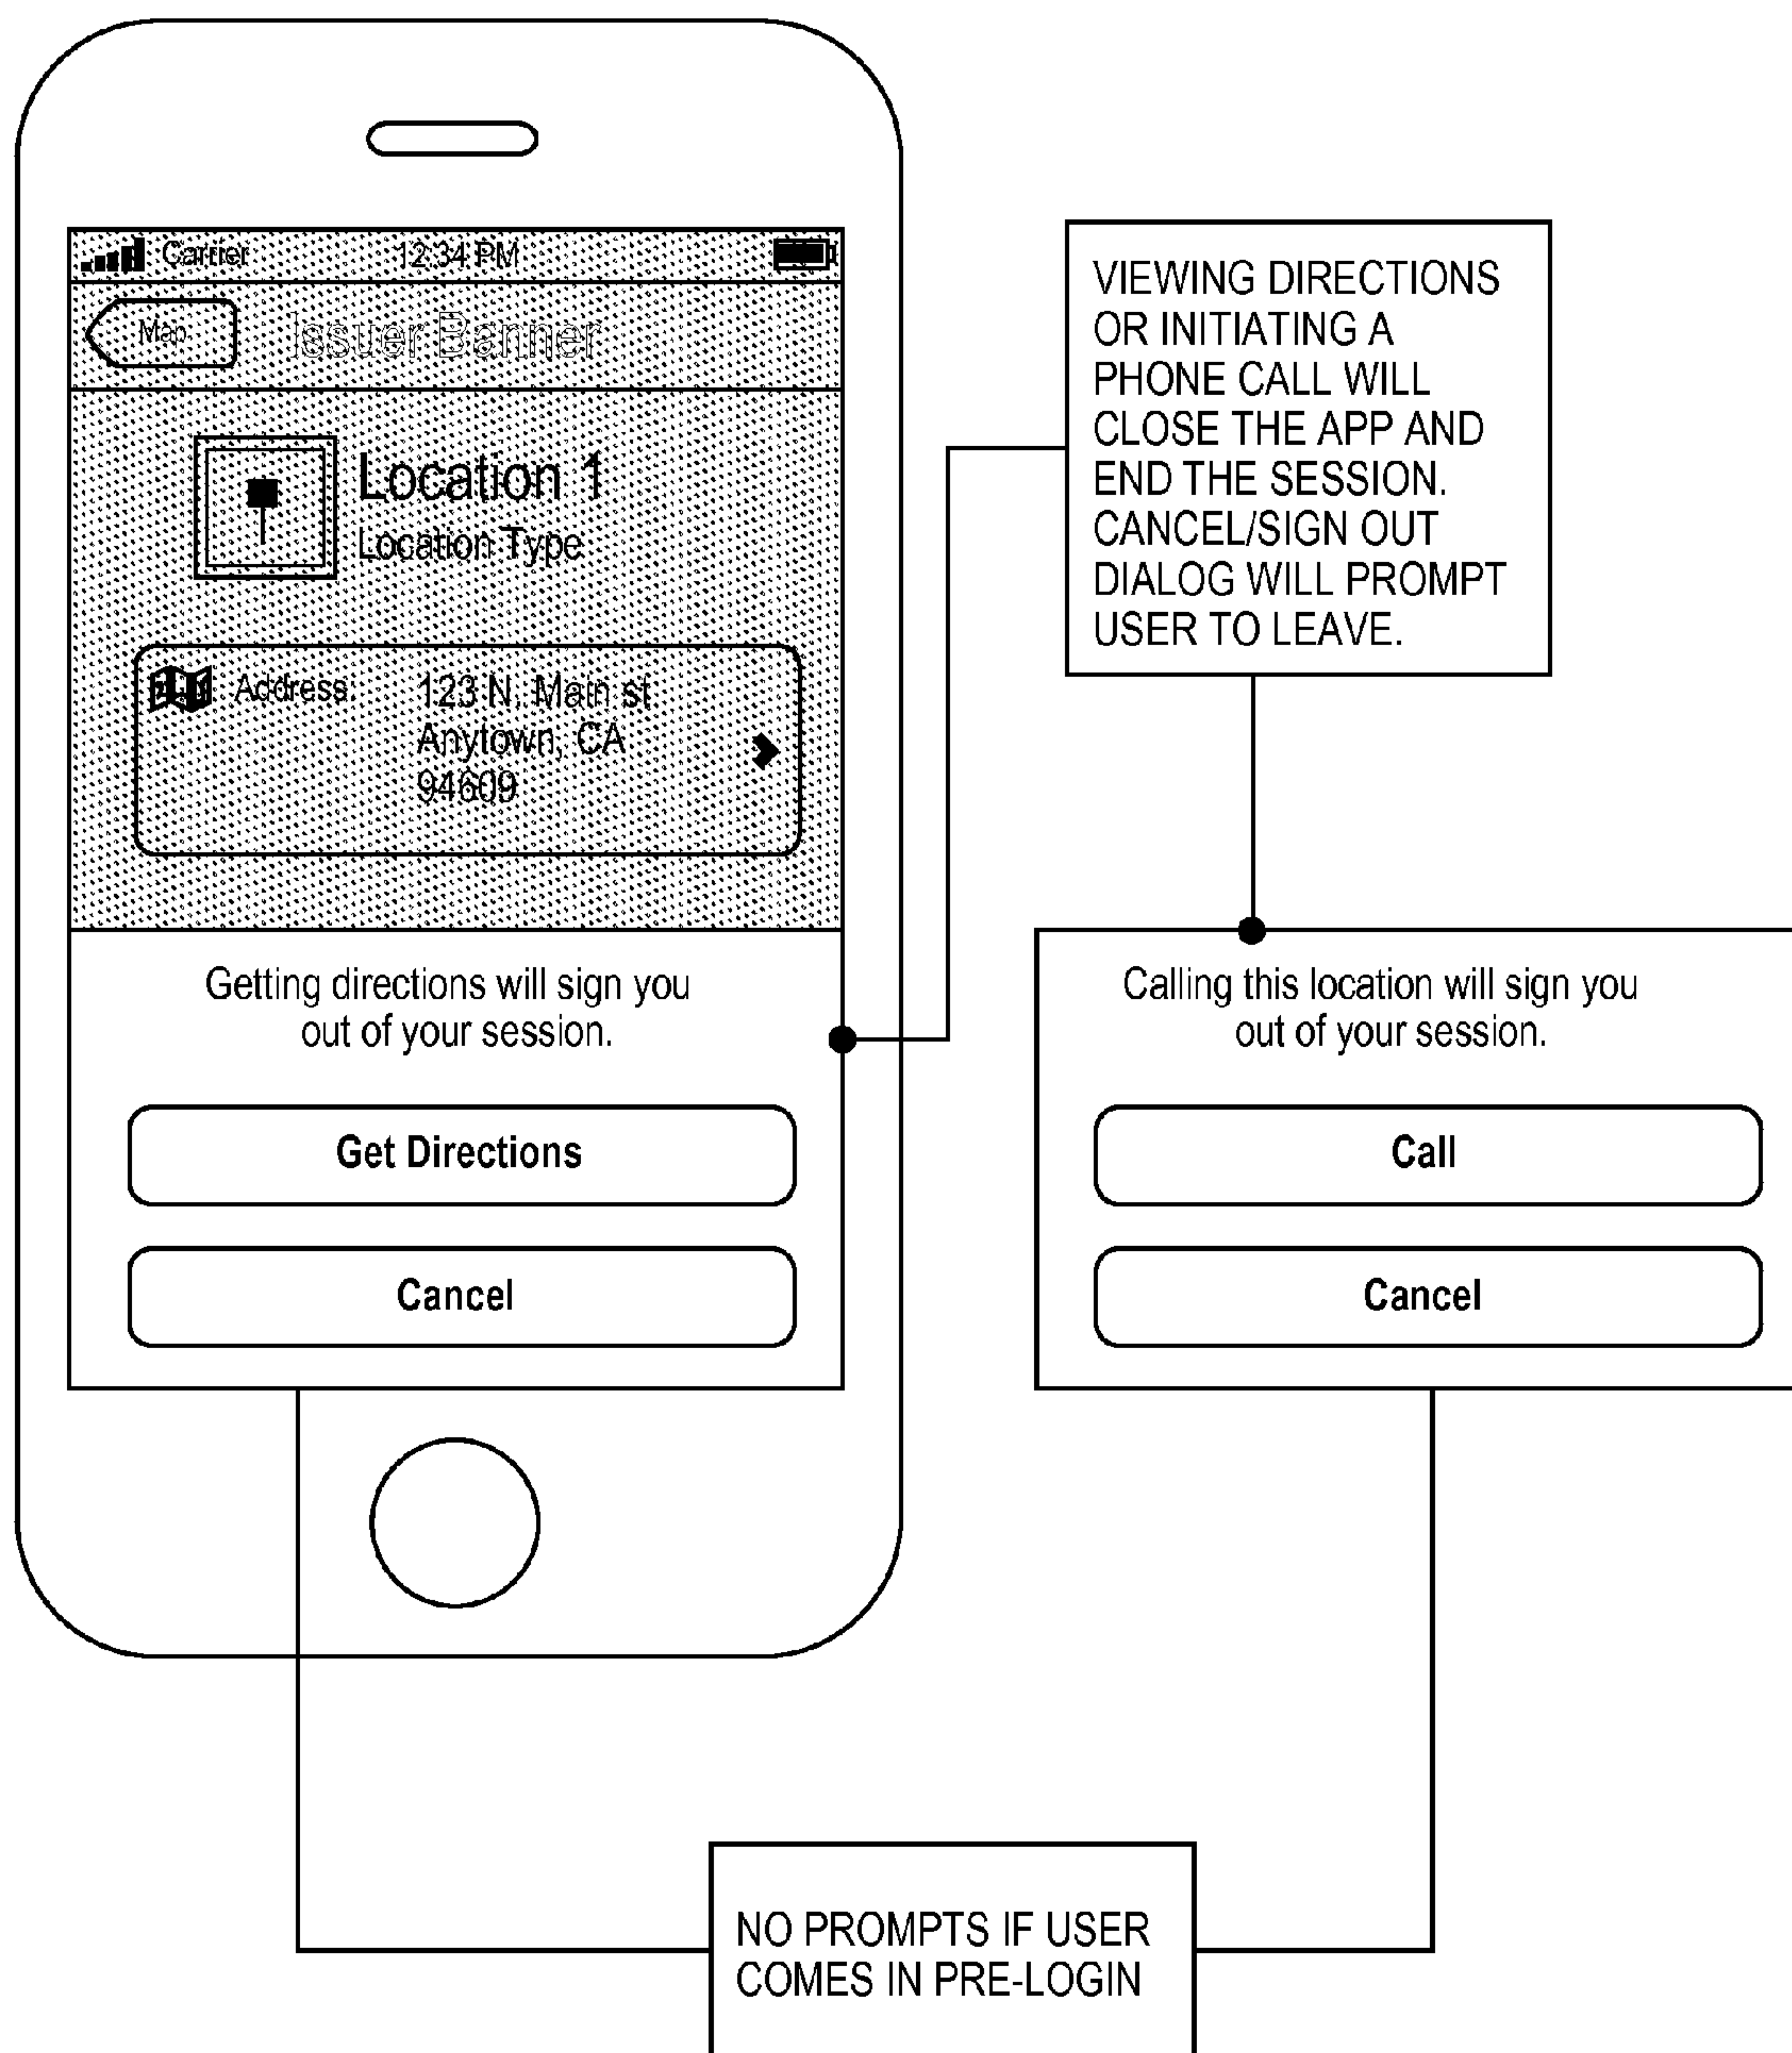 Carrier 12:34 PM
Map Issuer Banner
Location 1
Location Type
Address. 123 N. Main st
Anytown, CA
94609
Getting directions will sign you
out of your session.
Get Directions
Cancel
VIEWING DIRECTIONS
OR INITIATING A
PHONE CALL WILL
CLOSE THE APP AND
END THE SESSION.
CANCEL/SIGN OUT
DIALOG WILL PROMPT
USER TO LEAVE.
Calling this location will sign you
out of your session.
Call
Cancel
NO PROMPTS IF USER
COMES IN PRE-LOGIN